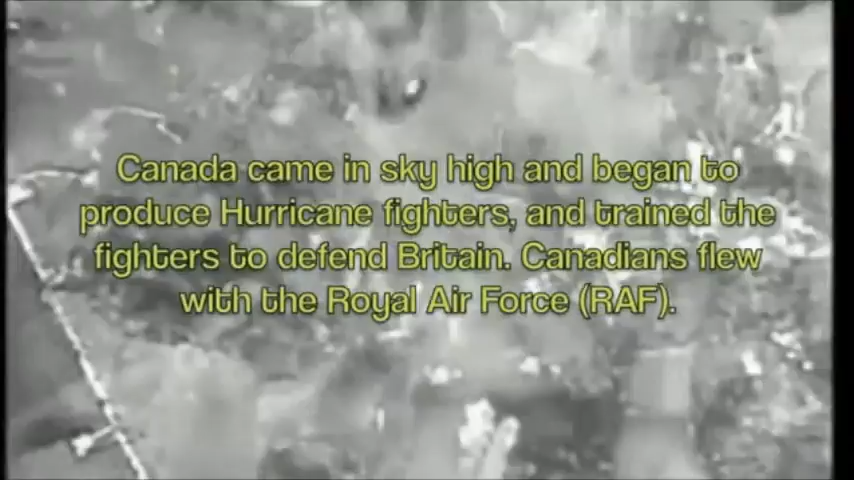 Canada came in sky high and began to
produce Hurricane fighters, and trained the
fighters to defend Britain. Canadians flew
with the Royal Air Force (RAF).